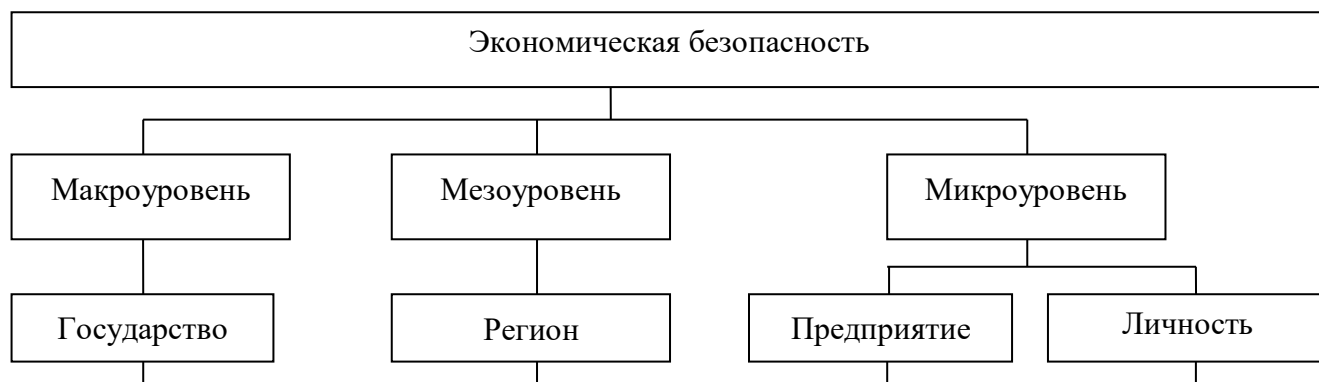 Экономическая безопасность
Макроуровень
Мезоуровень
Микроуровень
Государство
Регион
Предприятие
Личность